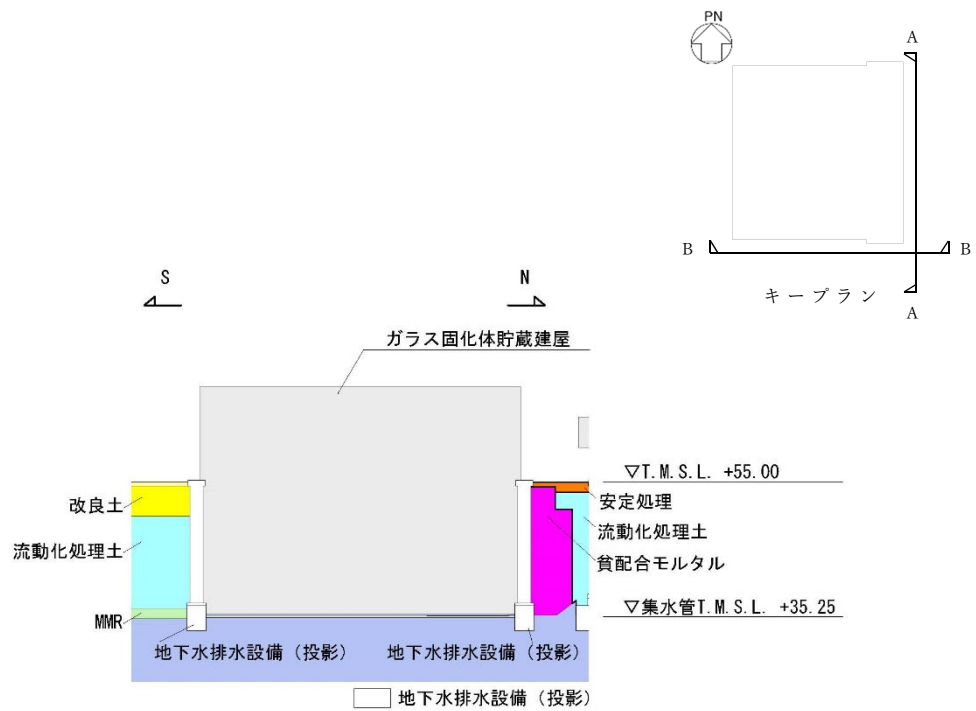 PN
A
B
B
キープラン
A
S
N
ガラス固化体貯蔵建屋
▽T.M.S.L. +55.00
改良土
安定処理
流動化処理土
流動化処理土
貧配合モルタル
MMR
▽集水管T.M.S.L. +35.25
地下水排水設備（投影）
地下水排水設備（投影）
地下水排水設備（投影）